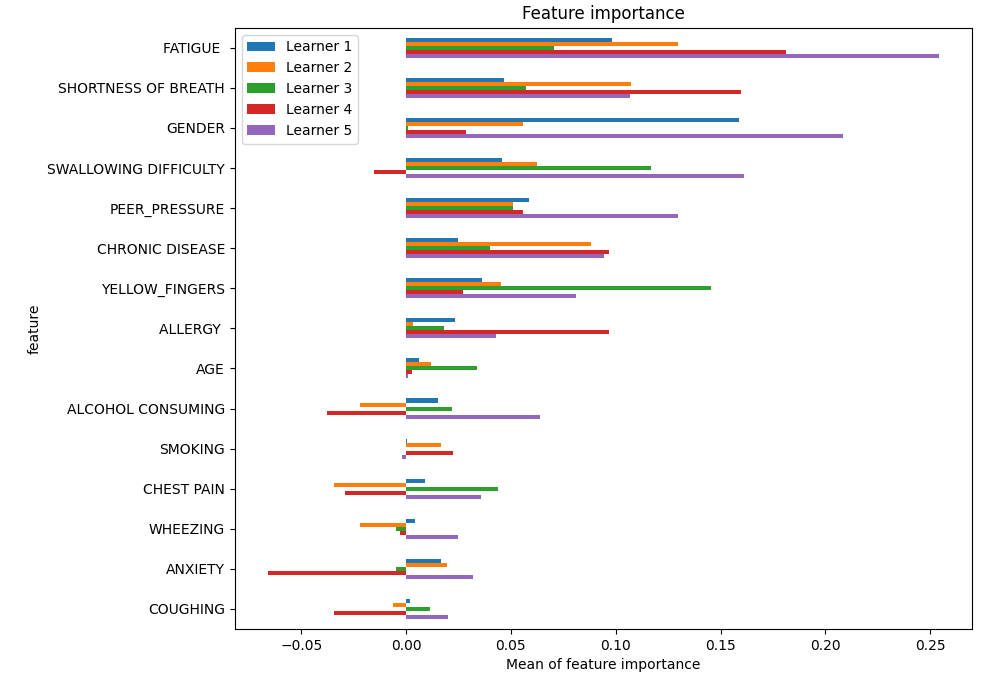 Feature importance
Learner 1
Learner 2
Learner 3
Learner 4
Learner 5
FATIGUE
SHORTNESS OF BREATH
GENDER
SWALLOWING DIFFICULTY
PEER_PRESSURE
CHRONIC DISEASE
YELLOW_FINGERS
ALLERGY
AGE
ALCOHOL CONSUMING
SMOKING
CHEST PAIN
WHEEZING
ANXIETY
COUGHING
feature
−0.05 0.00 0.05 0.10 0.15 0.20 0.25
Mean of feature importance